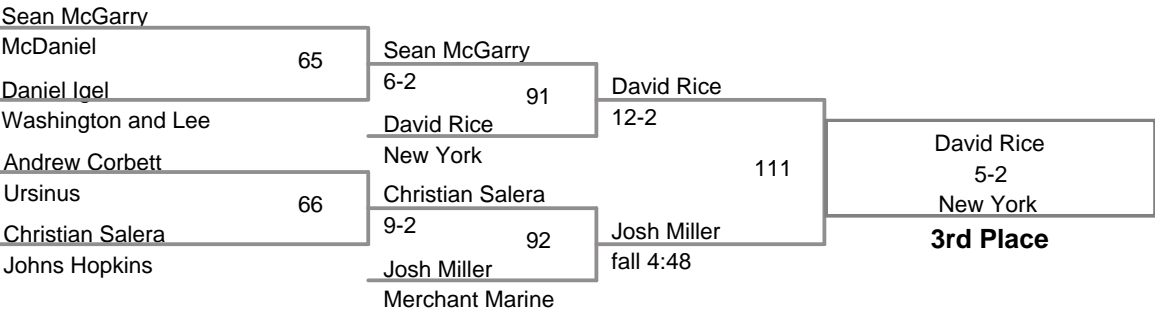 Sean McGarry
McDaniel
65
Daniel Igel
Washington and Lee
Andrew Corbett
Ursinus
66
Christian Salera
Johns Hopkins
Sean McGarry
6-2
91
David Rice
New York
Christian Salera
9-2
92
Josh Miller
Merchant Marine
David Rice
12-2
111
Josh Miller
fall 4:48
David Rice
5-2
New York
3rd Place